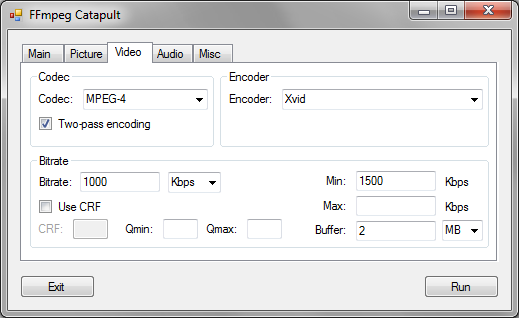 FFmpeg Catapult
Main Picture Video Audio Misc
Codec
Codec: MPEG-4
Two-pass encoding
Encoder
Encoder: Xvid
Bitrate
Bitrate: 1000 Kbps Min: 1500 Kbps
Use CRF Max: Kbps
CRF: Qmin: Qmax: Buffer: 2 MB
Exit Run